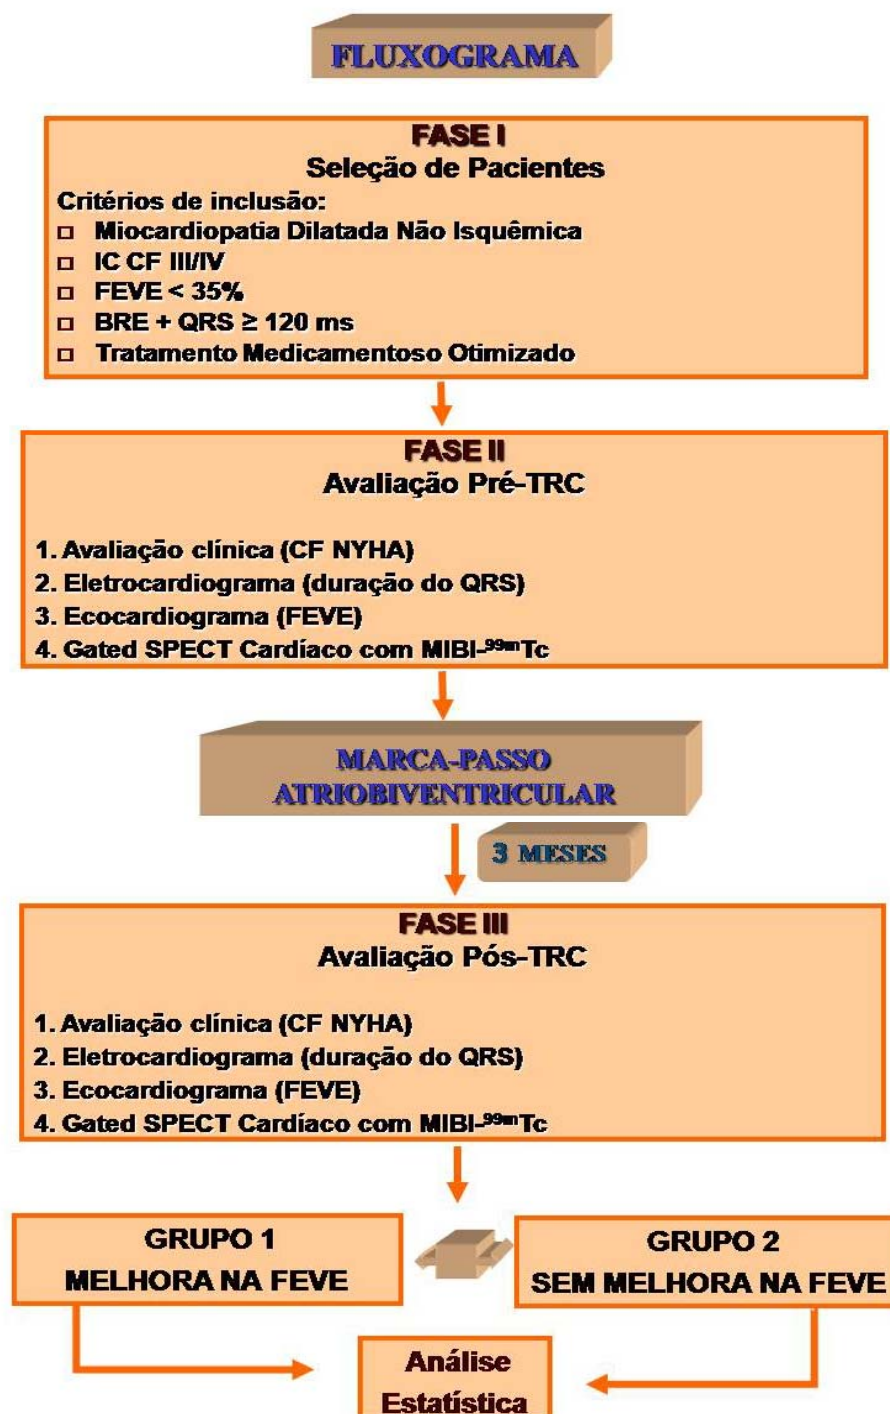 FLUXOGRAMA
FASE I
Seleção de Pacientes
Critérios de inclusão:
Miocardiopatia Dilatada Não Isquêmica
IC CF III/IV
FEVE < 35%
BRE + QRS ≥ 120 ms
Tratamento Medicamentoso Otimizado
FASE II
Avaliação Pré-TRC
1. Avaliação clínica (CF NYHA)
2. Eletrocardiograma (duração do QRS)
3. Ecocardiograma (FEVE)
4. Gated SPECT Cardíaco com MIBI-⁹⁹ᵐTc
MARCA-PASSO
ATRIOBIVENTRICULAR
3 MESES
FASE III
Avaliação Pós-TRC
1. Avaliação clínica (CF NYHA)
2. Eletrocardiograma (duração do QRS)
3. Ecocardiograma (FEVE)
4. Gated SPECT Cardíaco com MIBI-⁹⁹ᵐTc
GRUPO 1
MELHORA NA FEVE
GRUPO 2
SEM MELHORA NA FEVE
Análise
Estatística